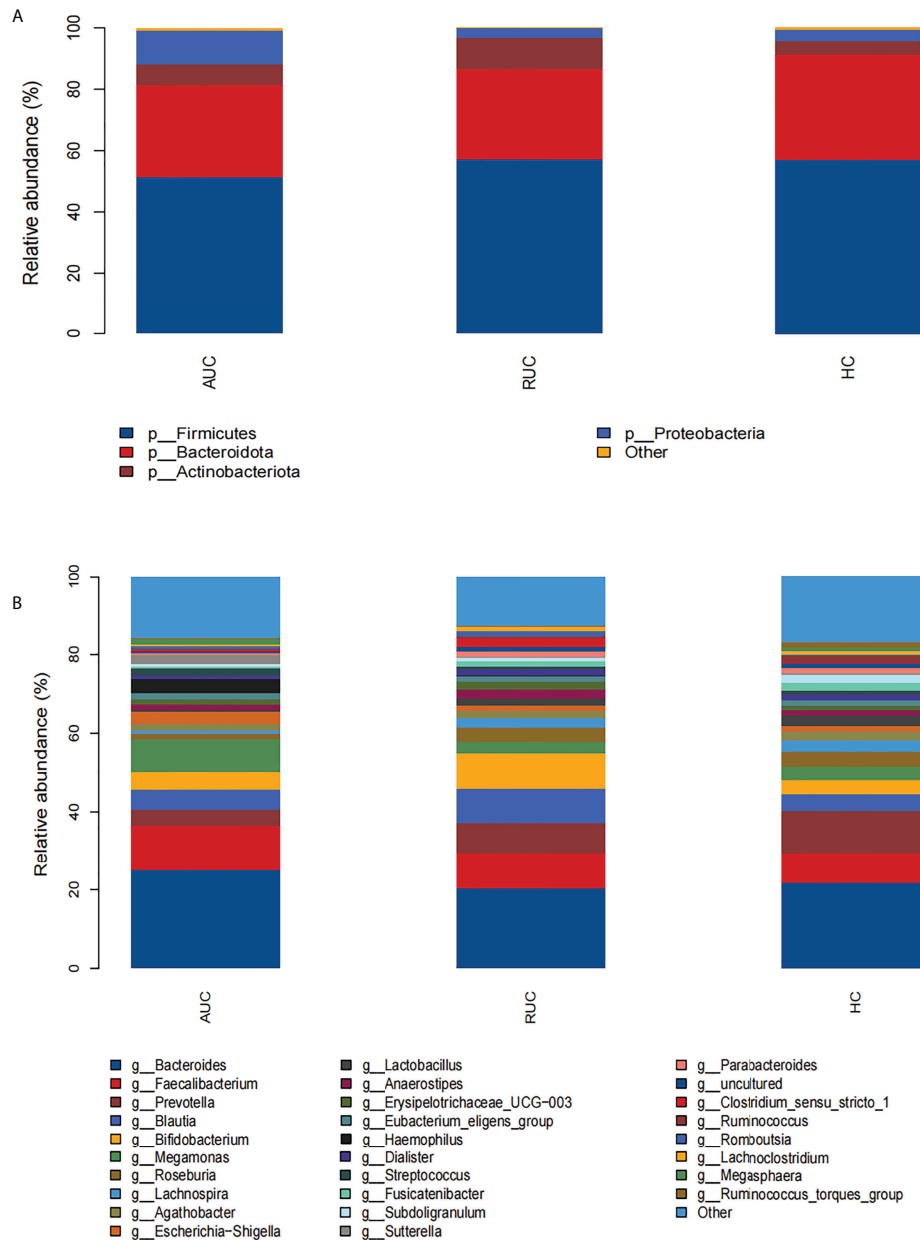 A
Relative abundance (%)
100
80
60
40
20
0
AUC
RUC
HC
p__Firmicutes
p__Bacteroidota
p__Actinobacteriota
p__Proteobacteria
Other
B
Relative abundance (%)
100
80
60
40
20
0
AUC
RUC
HC
g__Bacteroides
g__Faecalibacterium
g__Prevotella
g__Blautia
g__Bifidobacterium
g__Megamonas
g__Roseburia
g__Lachnospira
g__Agathobacter
g__Escherichia-Shigella
g__Lactobacillus
g__Anaerostipes
g__Erysipelotrichaceae_UCG-003
g__Eubacterium_eligens_group
g__Haemophilus
g__Dialister
g__Streptococcus
g__Fusicatenibacter
g__Subdoligranulum
g__Sutterella
g__Parabacteroides
g__uncultured
g__Clostridium_sensu_stricto_1
g__Ruminococcus
g__Romboutsia
g__Lachnoclostridium
g__Megasphaera
g__Ruminococcus_torques_group
Other